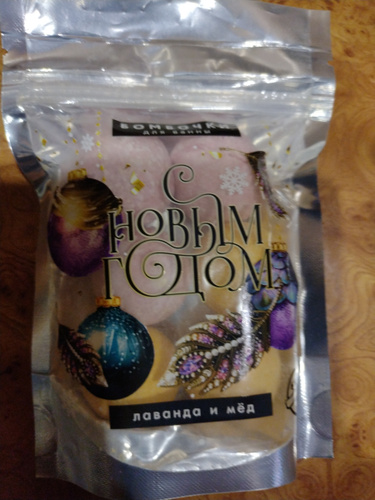 БОМБОЧКИ
для ванны
С
НОВЫМ
ГОДОМ
лаванда и мёд